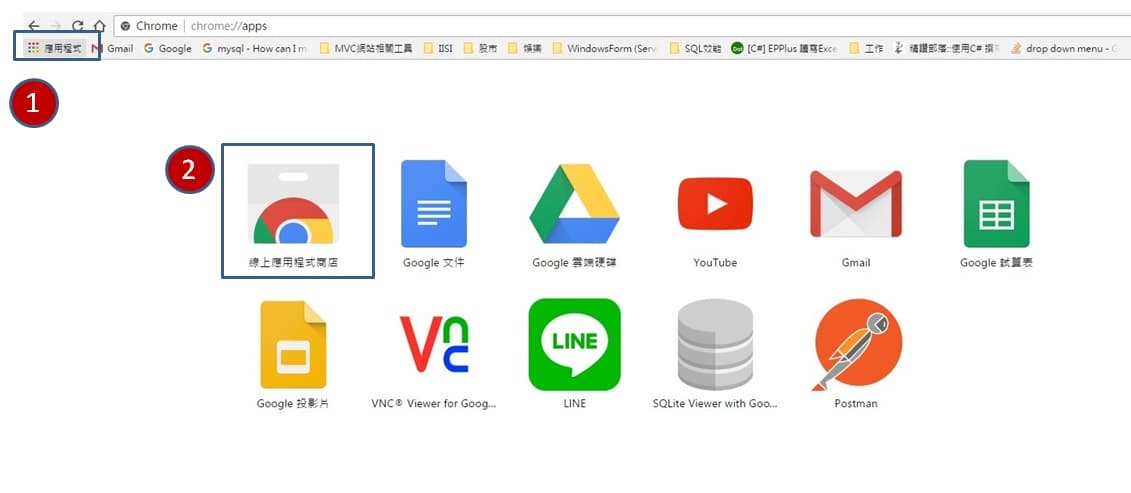 Chrome | chrome://apps
應用程式 Gmail Google mysql - How can I m MVC網站相關工具 IISI 股市 娛樂 WindowsForm (Serv SQL效能 [C#] EPPlus 讀寫Exce 工作 精讚部落::使用C# 撰 drop down menu - G
1
2
線上應用程式商店 Google 文件 Google 雲端硬碟 YouTube Gmail Google 試算表
LINE
Google 投影片 VNC® Viewer for Goog... LINE SQLite Viewer with Goo... Postman